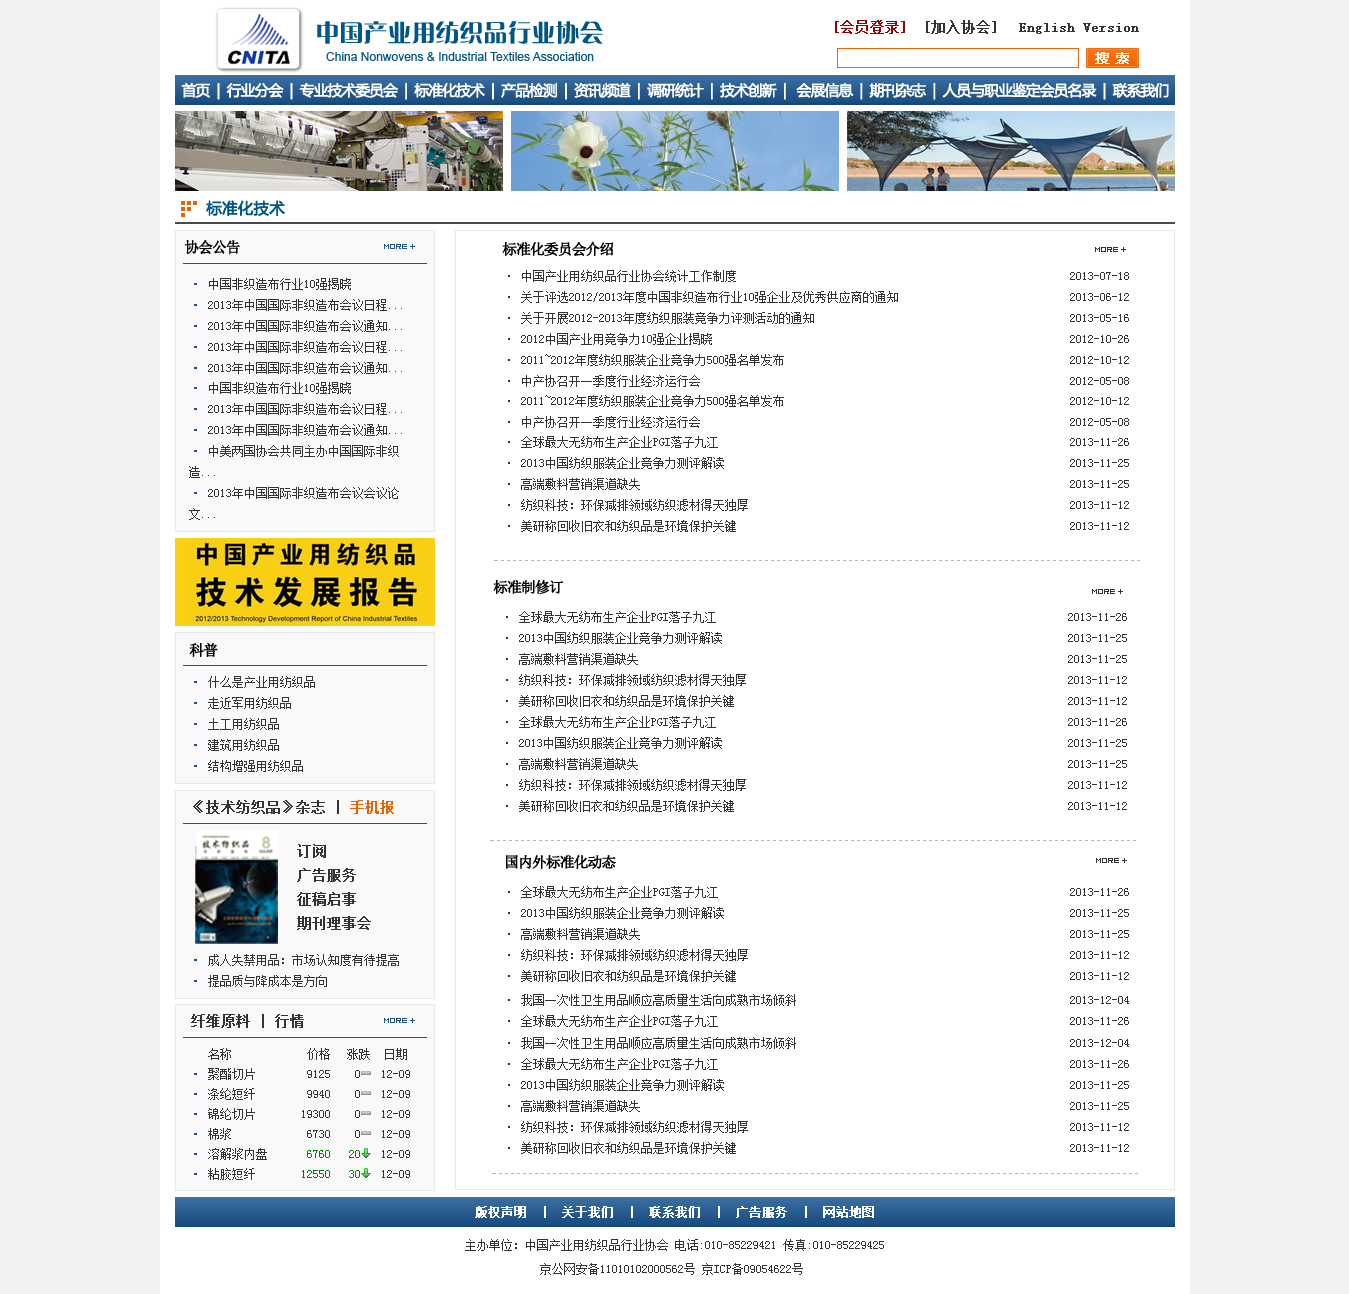 CNITA
中国产业用纺织品行业协会
China Nonwovens & Industrial Textiles Association
[会员登录] [加入协会] English Version
搜 索
首页 | 行业分会 | 专业技术委员会 | 标准化技术 | 产品检测 | 资讯频道 | 调研统计 | 技术创新 | 会展信息 | 期刊杂志 | 人员与职业鉴定会员名录 | 联系我们
标准化技术
协会公告 MORE+
· 中国非织造布行业10强揭晓
· 2013年中国国际非织造布会议日程...
· 2013年中国国际非织造布会议通知...
· 2013年中国国际非织造布会议日程...
· 2013年中国国际非织造布会议通知...
· 中国非织造布行业10强揭晓
· 2013年中国国际非织造布会议日程...
· 2013年中国国际非织造布会议通知...
· 中美两国协会共同主办中国国际非织
造...
· 2013年中国国际非织造布会议会议论
文...
中国产业用纺织品
技术发展报告
2012/2013 Technology Development Report of China Industrial Textiles
科普
· 什么是产业用纺织品
· 走近军用纺织品
· 土工用纺织品
· 建筑用纺织品
· 结构增强用纺织品
《技术纺织品》杂志 | 手机报
技术纺织品 8
订阅
广告服务
征稿启事
期刊理事会
· 成人失禁用品：市场认知度有待提高
· 提品质与降成本是方向
纤维原料 | 行情 MORE+
名称 价格 涨跌 日期
· 聚酯切片 9125 0 12-09
· 涤纶短纤 9940 0 12-09
· 锦纶切片 19300 0 12-09
· 棉浆 6730 0 12-09
· 溶解浆内盘 6760 20 12-09
· 粘胶短纤 12550 30 12-09
标准化委员会介绍 MORE+
· 中国产业用纺织品行业协会统计工作制度 2013-07-18
· 关于评选2012/2013年度中国非织造布行业10强企业及优秀供应商的通知 2013-06-12
· 关于开展2012-2013年度纺织服装竞争力评测活动的通知 2013-05-16
· 2012中国产业用竞争力10强企业揭晓 2012-10-26
· 2011~2012年度纺织服装企业竞争力500强名单发布 2012-10-12
· 中产协召开一季度行业经济运行会 2012-05-08
· 2011~2012年度纺织服装企业竞争力500强名单发布 2012-10-12
· 中产协召开一季度行业经济运行会 2012-05-08
· 全球最大无纺布生产企业PGI落子九江 2013-11-26
· 2013中国纺织服装企业竞争力测评解读 2013-11-25
· 高端敷料营销渠道缺失 2013-11-25
· 纺织科技：环保减排领域纺织滤材得天独厚 2013-11-12
· 美研称回收旧衣和纺织品是环境保护关键 2013-11-12
标准制修订 MORE+
· 全球最大无纺布生产企业PGI落子九江 2013-11-26
· 2013中国纺织服装企业竞争力测评解读 2013-11-25
· 高端敷料营销渠道缺失 2013-11-25
· 纺织科技：环保减排领域纺织滤材得天独厚 2013-11-12
· 美研称回收旧衣和纺织品是环境保护关键 2013-11-12
· 全球最大无纺布生产企业PGI落子九江 2013-11-26
· 2013中国纺织服装企业竞争力测评解读 2013-11-25
· 高端敷料营销渠道缺失 2013-11-25
· 纺织科技：环保减排领域纺织滤材得天独厚 2013-11-12
· 美研称回收旧衣和纺织品是环境保护关键 2013-11-12
国内外标准化动态 MORE+
· 全球最大无纺布生产企业PGI落子九江 2013-11-26
· 2013中国纺织服装企业竞争力测评解读 2013-11-25
· 高端敷料营销渠道缺失 2013-11-25
· 纺织科技：环保减排领域纺织滤材得天独厚 2013-11-12
· 美研称回收旧衣和纺织品是环境保护关键 2013-11-12
· 我国一次性卫生用品顺应高质量生活向成熟市场倾斜 2013-12-04
· 全球最大无纺布生产企业PGI落子九江 2013-11-26
· 我国一次性卫生用品顺应高质量生活向成熟市场倾斜 2013-12-04
· 全球最大无纺布生产企业PGI落子九江 2013-11-26
· 2013中国纺织服装企业竞争力测评解读 2013-11-25
· 高端敷料营销渠道缺失 2013-11-25
· 纺织科技：环保减排领域纺织滤材得天独厚 2013-11-12
· 美研称回收旧衣和纺织品是环境保护关键 2013-11-12
版权声明 | 关于我们 | 联系我们 | 广告服务 | 网站地图
主办单位：中国产业用纺织品行业协会 电话:010-85229421 传真:010-85229425
京公网安备11010102000562号 京ICP备09054622号